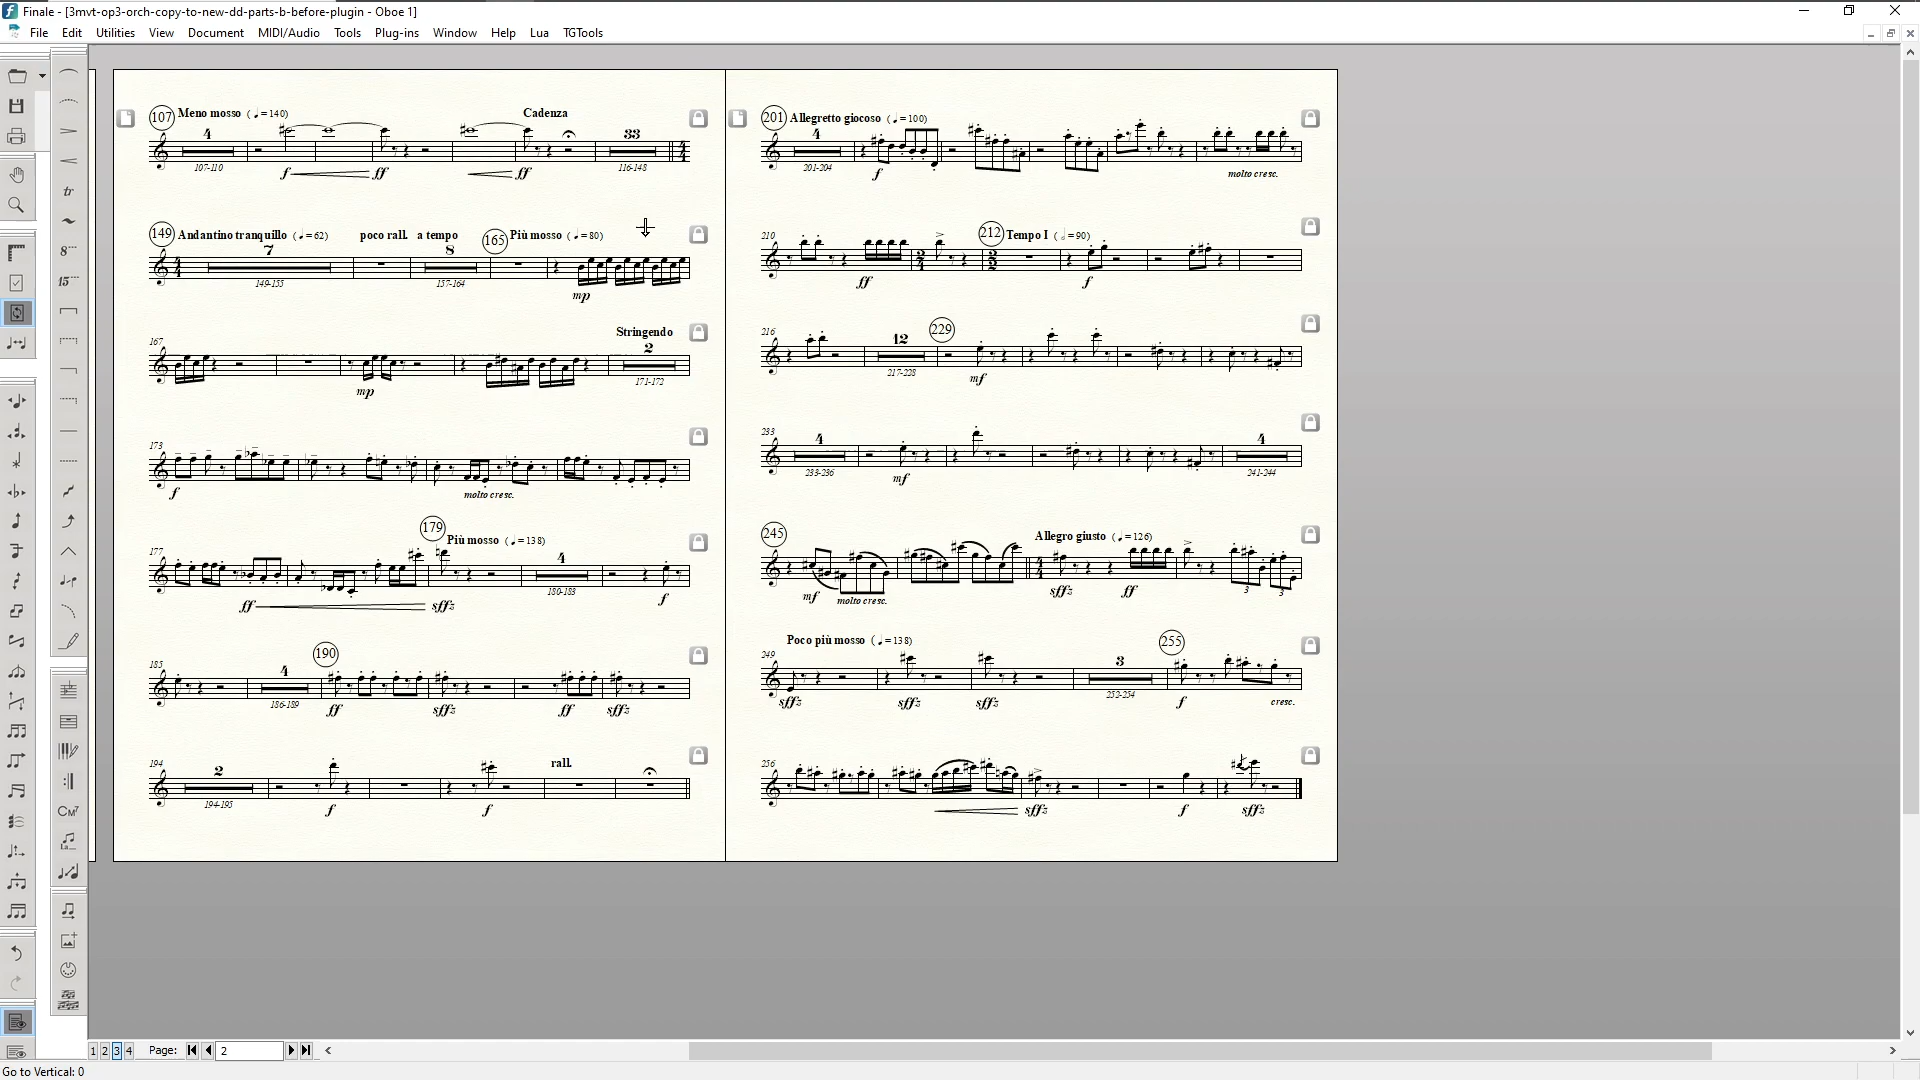 Finale - [3mvt-op3-orch-copy-to-new-dd-parts-b-before-plugin - Oboe 1]
File Edit Utilities View Document MIDI/Audio Tools Plug-ins Window Help Lua TGTools
tr
8
15
CM7
107 Meno mosso (♩=140) Cadenza
4 33
107-110 116-148
f ff ff
149 Andantino tranquillo (♩=62) poco rall. a tempo 165 Più mosso (♩=80)
7 8
149-155 157-164
mp
167 Stringendo
2
171-172
mp
173
f molto cresc.
179 Più mosso (♩=138)
177 4
180-183
ff sffz f
190
185 4
186-189
ff sffz ff sffz
194 2 rall.
194-195
f f
201 Allegretto giocoso (♩=100)
4
201-204
f molto cresc.
210 212 Tempo I (𝅗𝅥=90)
ff f
216 12 229
217-228
mf
233 4 4
233-236 241-244
mf
245 Allegro giusto (♩=126)
mf molto cresc. sffz ff 3 3
Poco più mosso (♩=138) 255
249 3
252-254
sffz sffz sffz f cresc.
256
sffz f sffz
1 2 3 4 Page: 2
Go to Vertical: 0